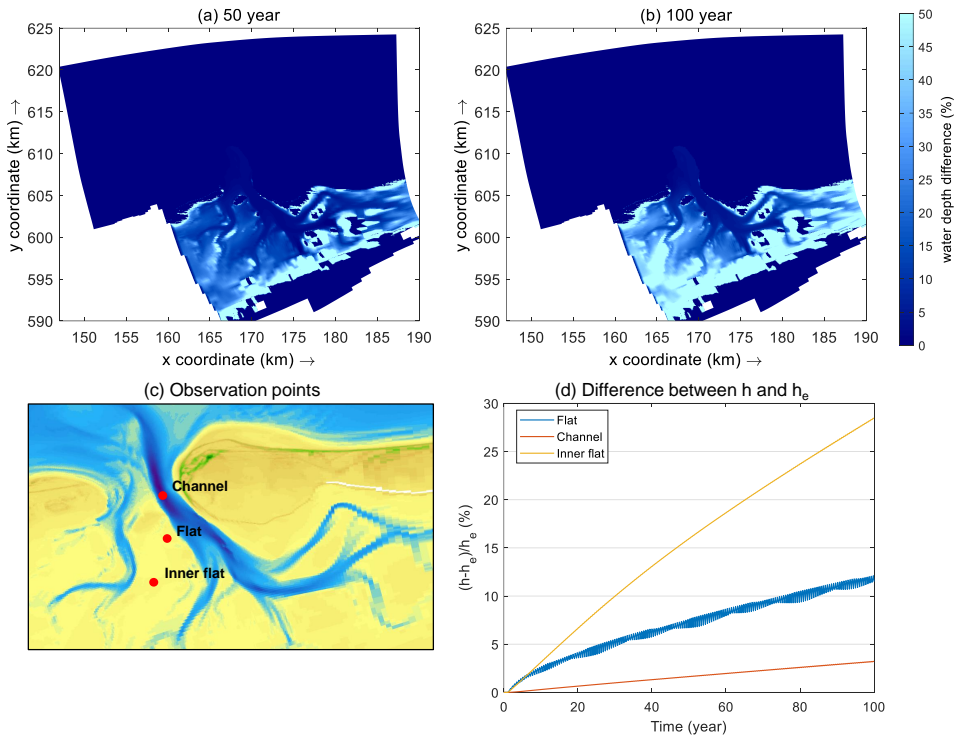 (a) 50 year
625
620
615
610
605
600
595
590
y coordinate (km) →
150 155 160 165 170 175 180 185 190
x coordinate (km) →
(b) 100 year
625
620
615
610
605
600
595
590
y coordinate (km) →
150 155 160 165 170 175 180 185 190
x coordinate (km) →
50
45
40
35
30
25
20
15
10
5
0
water depth difference (%)
(c) Observation points
Channel
Flat
Inner flat
(d) Difference between h and hₑ
30
25
20
15
10
5
0
(h-hₑ)/hₑ (%)
Flat
Channel
Inner flat
0 20 40 60 80 100
Time (year)